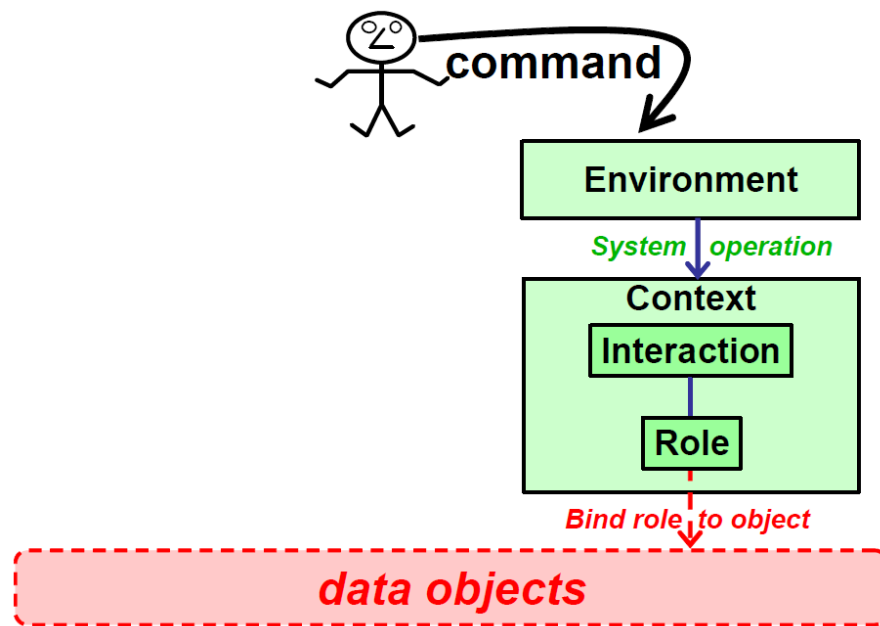 command
Environment
System operation
Context
Interaction
Role
Bind role to object
data objects